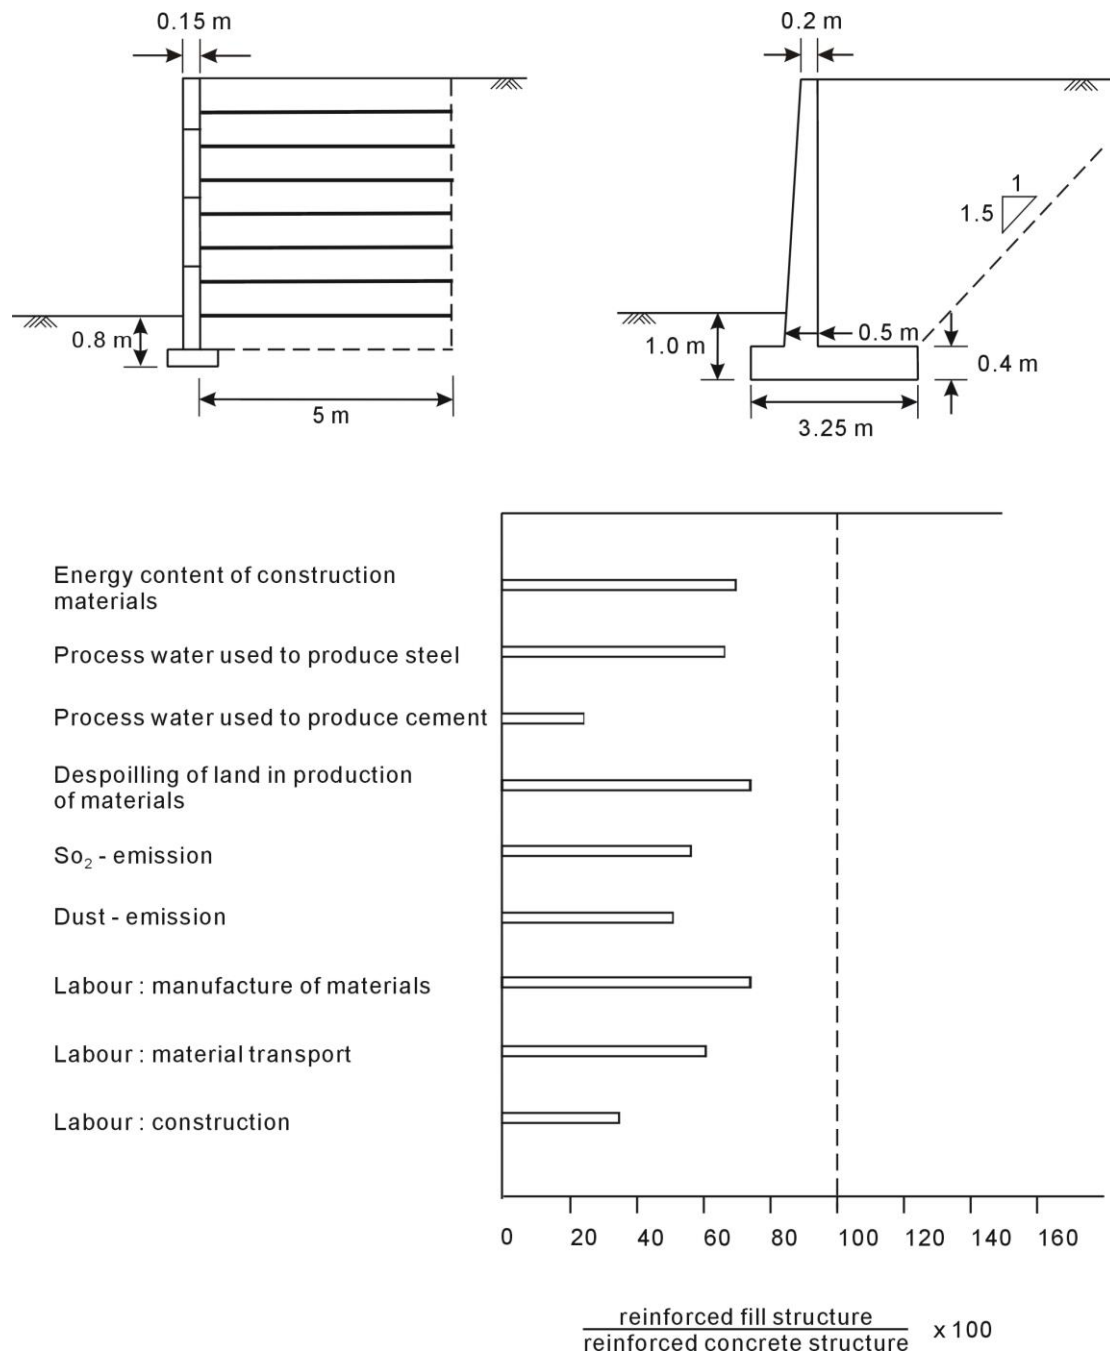 0.15 m
0.2 m
1
1.5
0.8 m
1.0 m
0.5 m
0.4 m
5 m
3.25 m
Energy content of construction
materials
Process water used to produce steel
Process water used to produce cement
Despoilling of land in production
of materials
So₂ - emission
Dust - emission
Labour : manufacture of materials
Labour : material transport
Labour : construction
0 20 40 60 80 100 120 140 160
reinforced fill structure
reinforced concrete structure
x 100